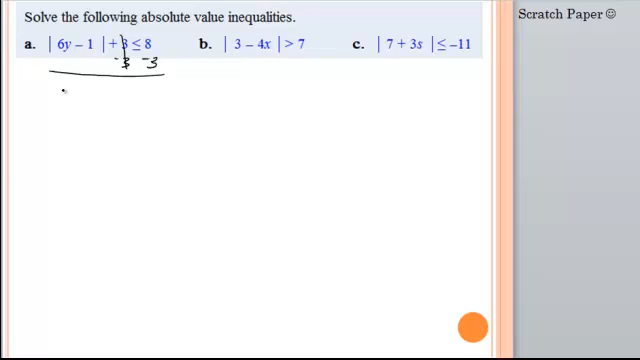 Solve the following absolute value inequalities.
Scratch Paper ☺
a. | 6y – 1 | + 3 ≤ 8 b. | 3 – 4x | > 7 c. | 7 + 3s | ≤ –11
-3 -3